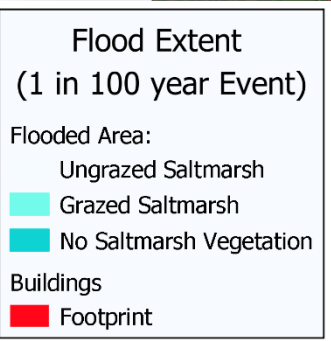 Flood Extent
(1 in 100 year Event)
Flooded Area:
Ungrazed Saltmarsh
Grazed Saltmarsh
No Saltmarsh Vegetation
Buildings
Footprint